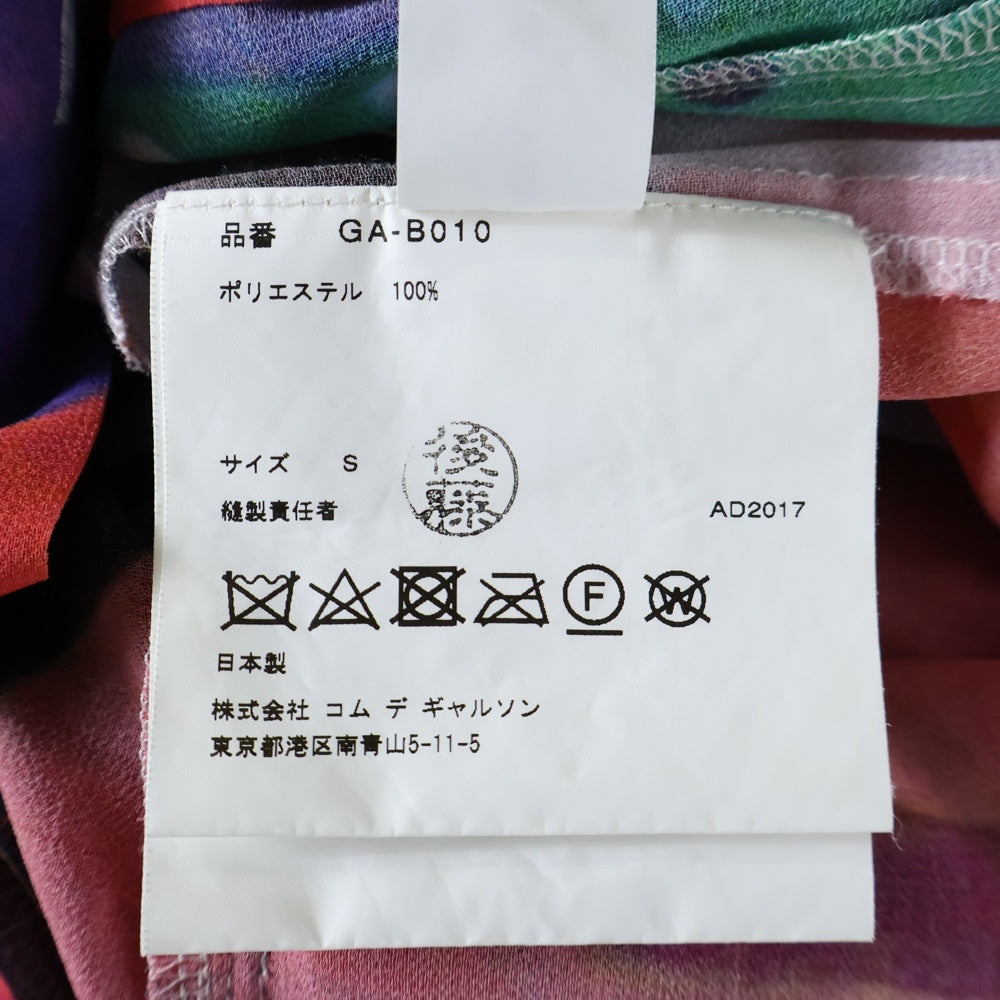 品番 GA-B010
ポリエステル 100%
サイズ S
後藤
縫製責任者
AD2017
F W
日本製
株式会社 コム デ ギャルソン
東京都港区南青山5-11-5